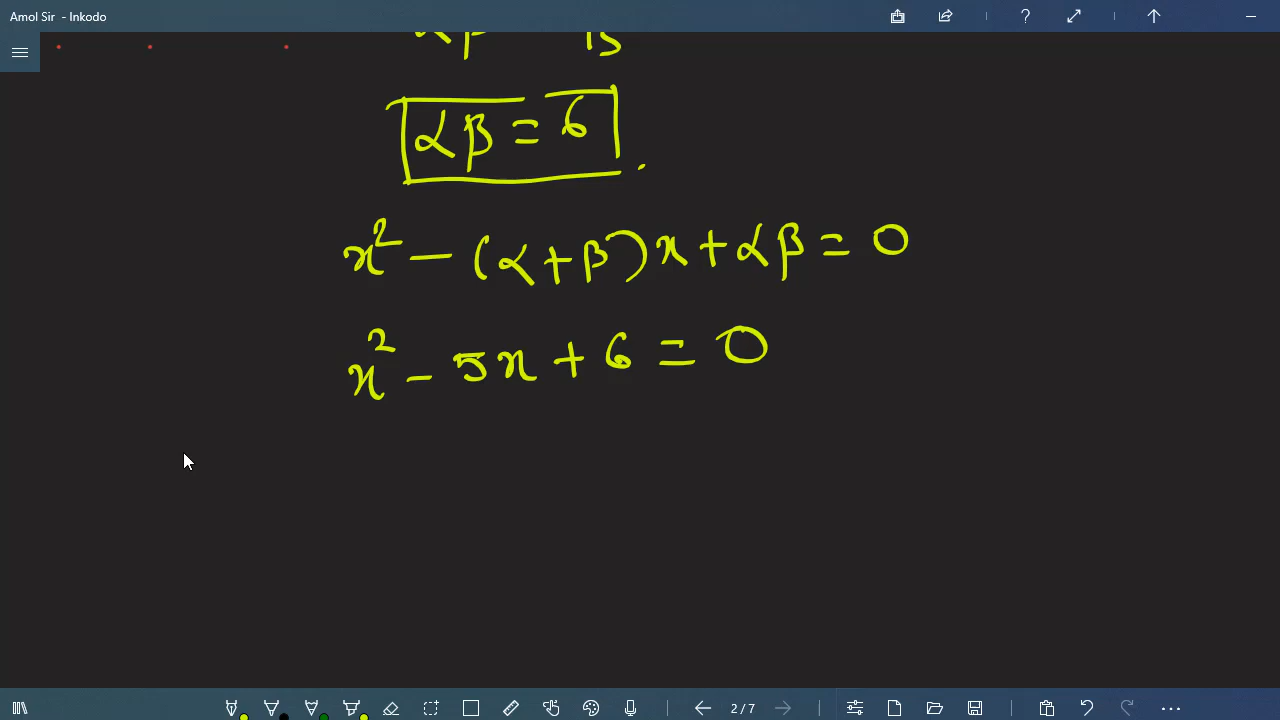 Amol Sir - Inkodo
αβ = 6
x² - (α+β)x + αβ = 0
x² - 5x + 6 = 0
2 / 7